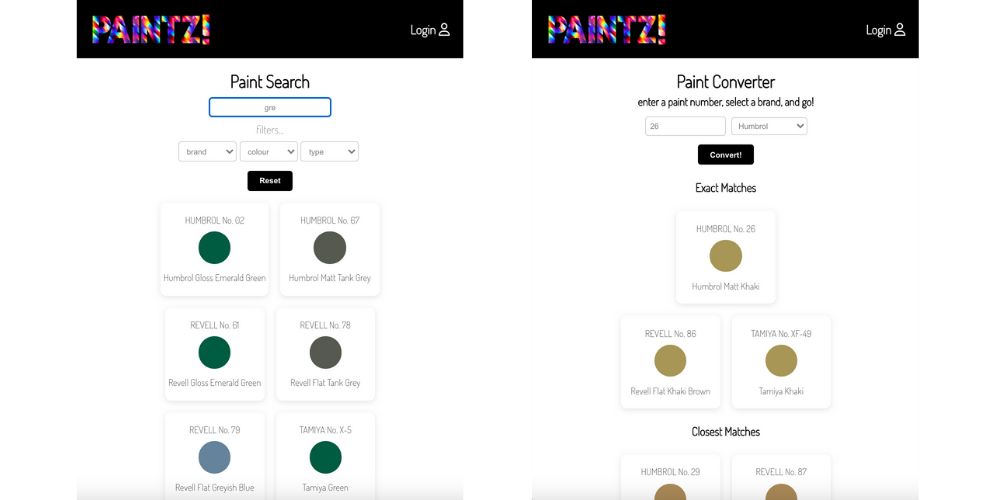 PAINTZ!
Login
Paint Search
gre
filters...
brand
colour
type
Reset
HUMBROL No. 02
Humbrol Gloss Emerald Green
HUMBROL No. 67
Humbrol Matt Tank Grey
REVELL No. 61
Revell Gloss Emerald Green
REVELL No. 78
Revell Flat Tank Grey
REVELL No. 79
Revell Flat Greyish Blue
TAMIYA No. X-5
Tamiya Green
PAINTZ!
Login
Paint Converter
enter a paint number, select a brand, and go!
26
Humbrol
Convert!
Exact Matches
HUMBROL No. 26
Humbrol Matt Khaki
REVELL No. 86
Revell Flat Khaki Brown
TAMIYA No. XF-49
Tamiya Khaki
Closest Matches
HUMBROL No. 29
REVELL No. 87